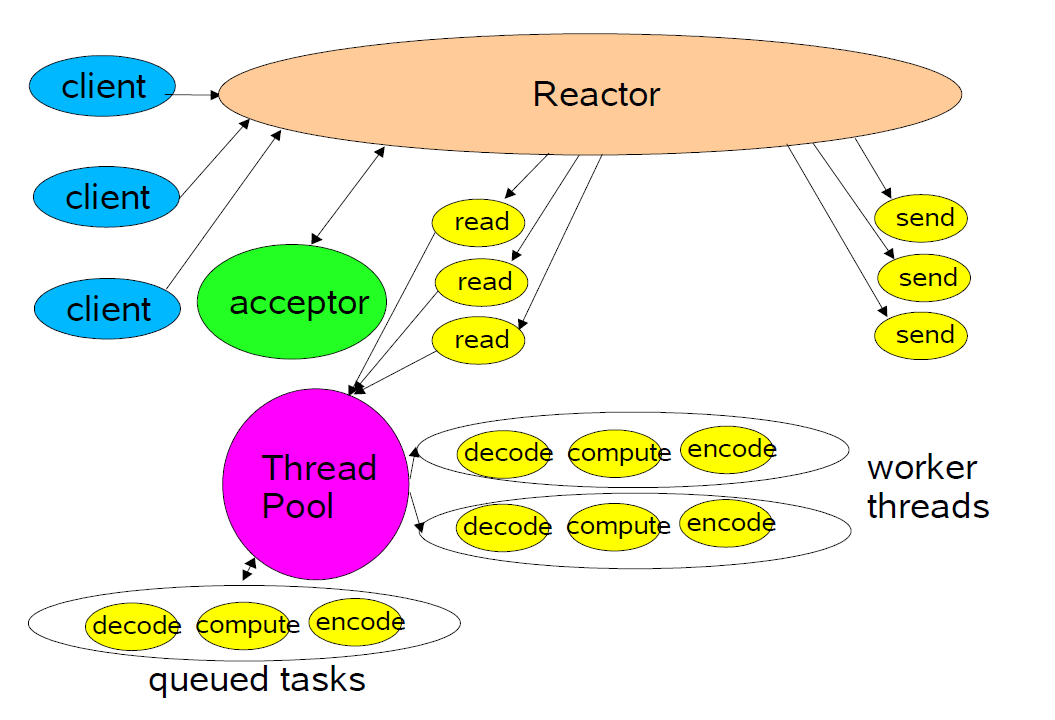 client
Reactor
client
client
acceptor
read
read
read
send
send
send
Thread
Pool
decode
compute
encode
decode
compute
encode
worker
threads
decode
compute
encode
queued tasks